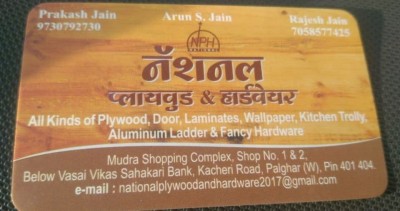 Prakash Jain Arun S. Jain Rajesh Jain
9730792730 7058577425
NPH
नॅशनल
प्लायवुड & हार्डवेयर
All Kinds of Plywood, Door, Laminates, Wallpaper, Kitchen Trolly,
Aluminum Ladder & Fancy Hardware
Mudra Shopping Complex, Shop No. 1 & 2,
Below Vasai Vikas Sahakari Bank, Kacheri Road, Palghar (W), Pin 401 404.
e-mail : nationalplywoodandhardware2017@gmail.com